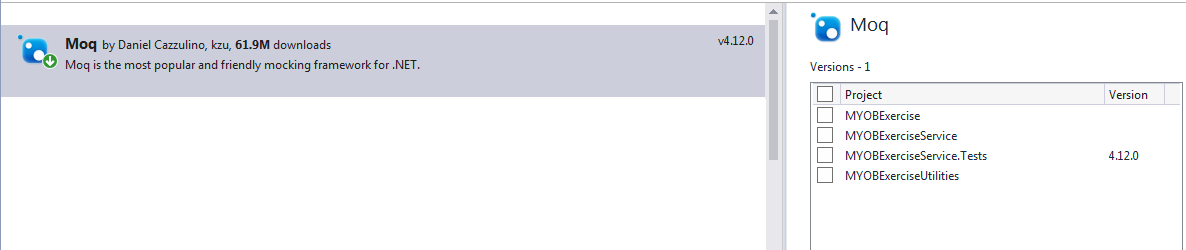 Moq by Daniel Cazzulino, kzu, 61.9M downloads
v4.12.0
Moq is the most popular and friendly mocking framework for .NET.
Moq
Versions - 1
Project Version
MYOBExercise
MYOBExerciseService
MYOBExerciseService.Tests 4.12.0
MYOBExerciseUtilities